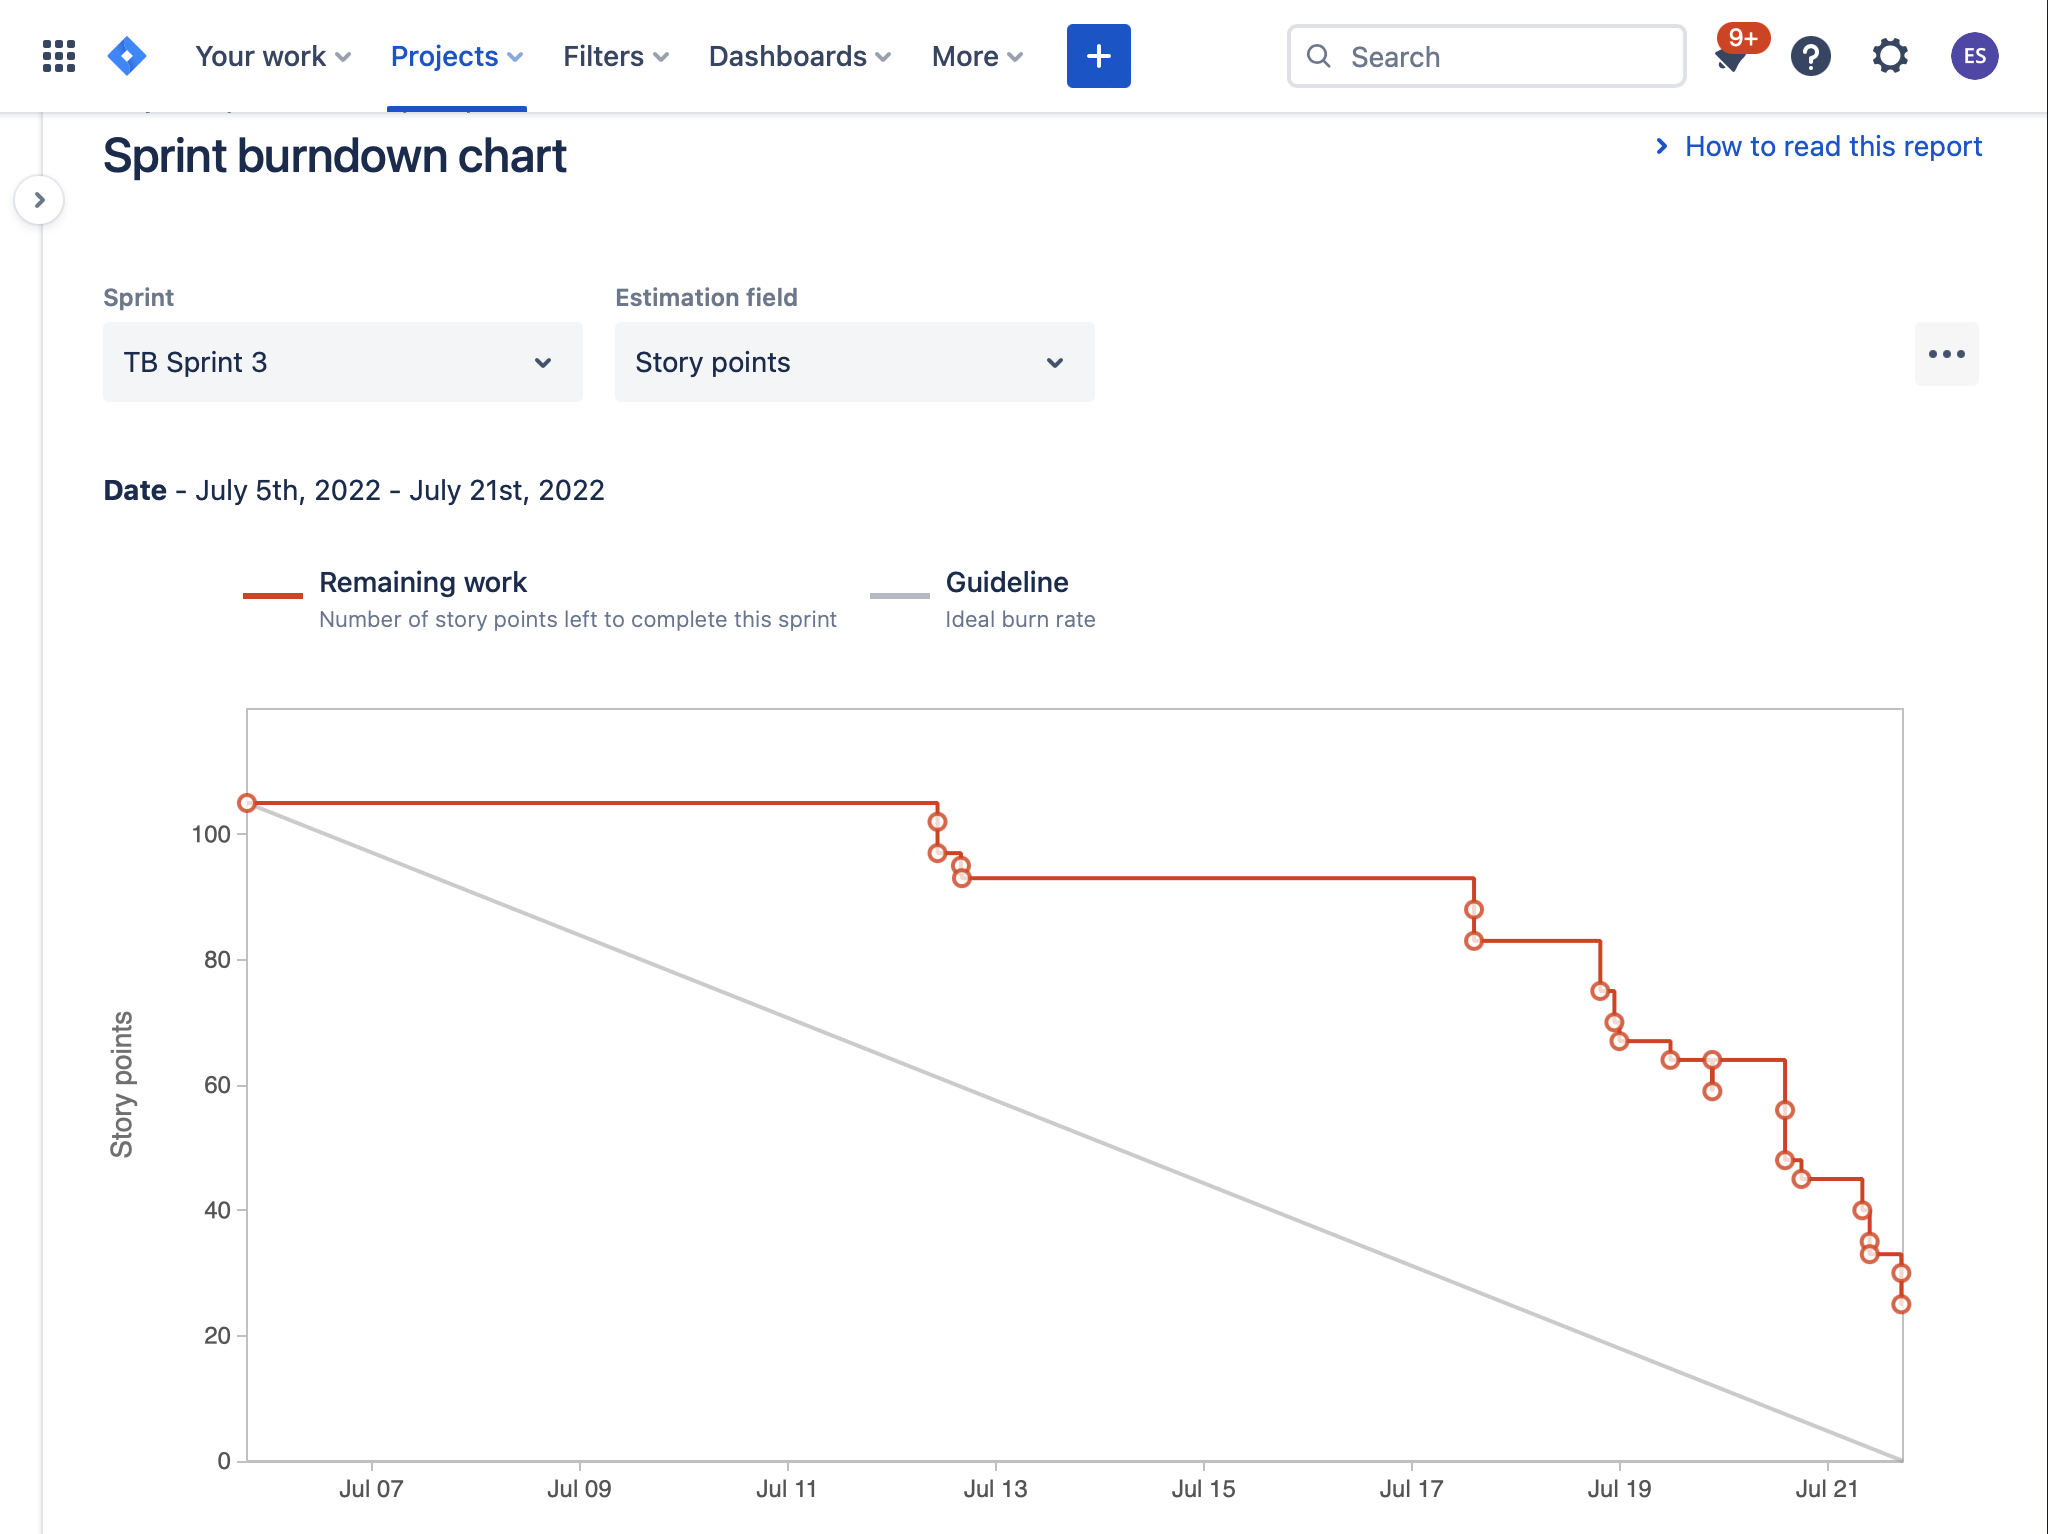 Your work
Projects
Filters
Dashboards
More
+
Search
9+
?
ES
Sprint burndown chart
How to read this report
Sprint
Estimation field
TB Sprint 3
Story points
Date - July 5th, 2022 - July 21st, 2022
Remaining work
Number of story points left to complete this sprint
Guideline
Ideal burn rate
Story points
100
80
60
40
20
0
Jul 07
Jul 09
Jul 11
Jul 13
Jul 15
Jul 17
Jul 19
Jul 21